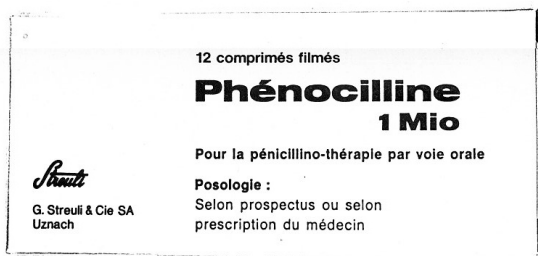 12 comprimés filmés
Phénocilline
1 Mio
Pour la pénicillino-thérapie par voie orale
Posologie :
Selon prospectus ou selon
prescription du médecin
Streuli
G. Streuli & Cie SA
Uznach